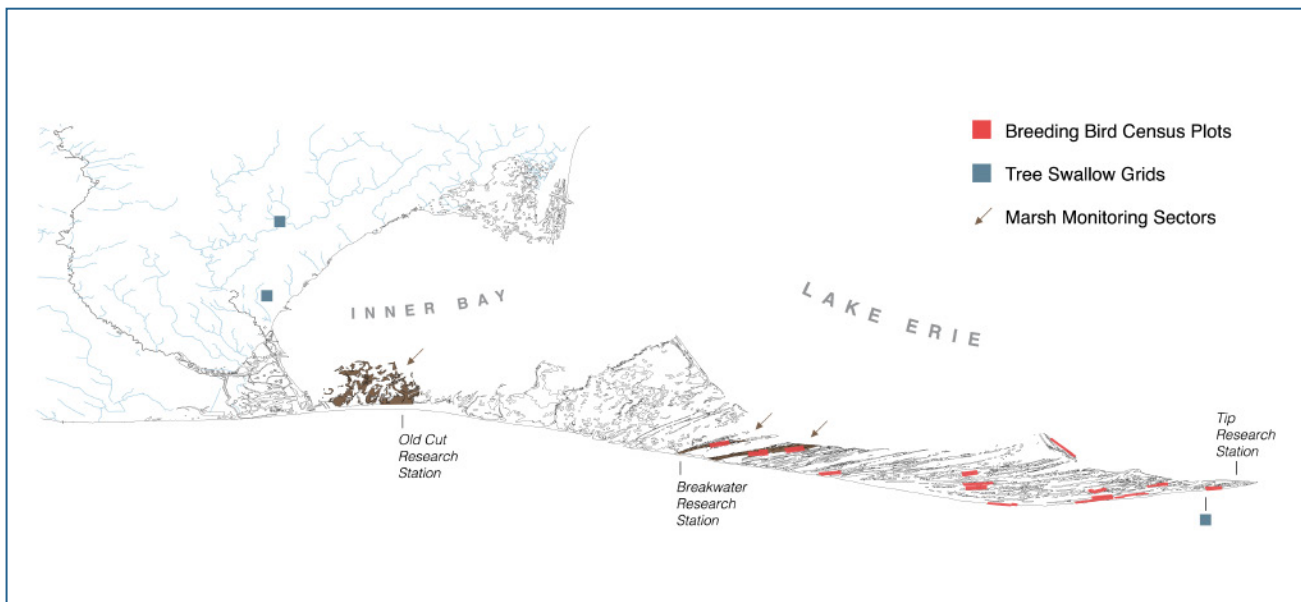 Breeding Bird Census Plots
Tree Swallow Grids
Marsh Monitoring Sectors
INNER BAY
LAKE ERIE
Old Cut
Research
Station
Breakwater
Research
Station
Tip
Research
Station